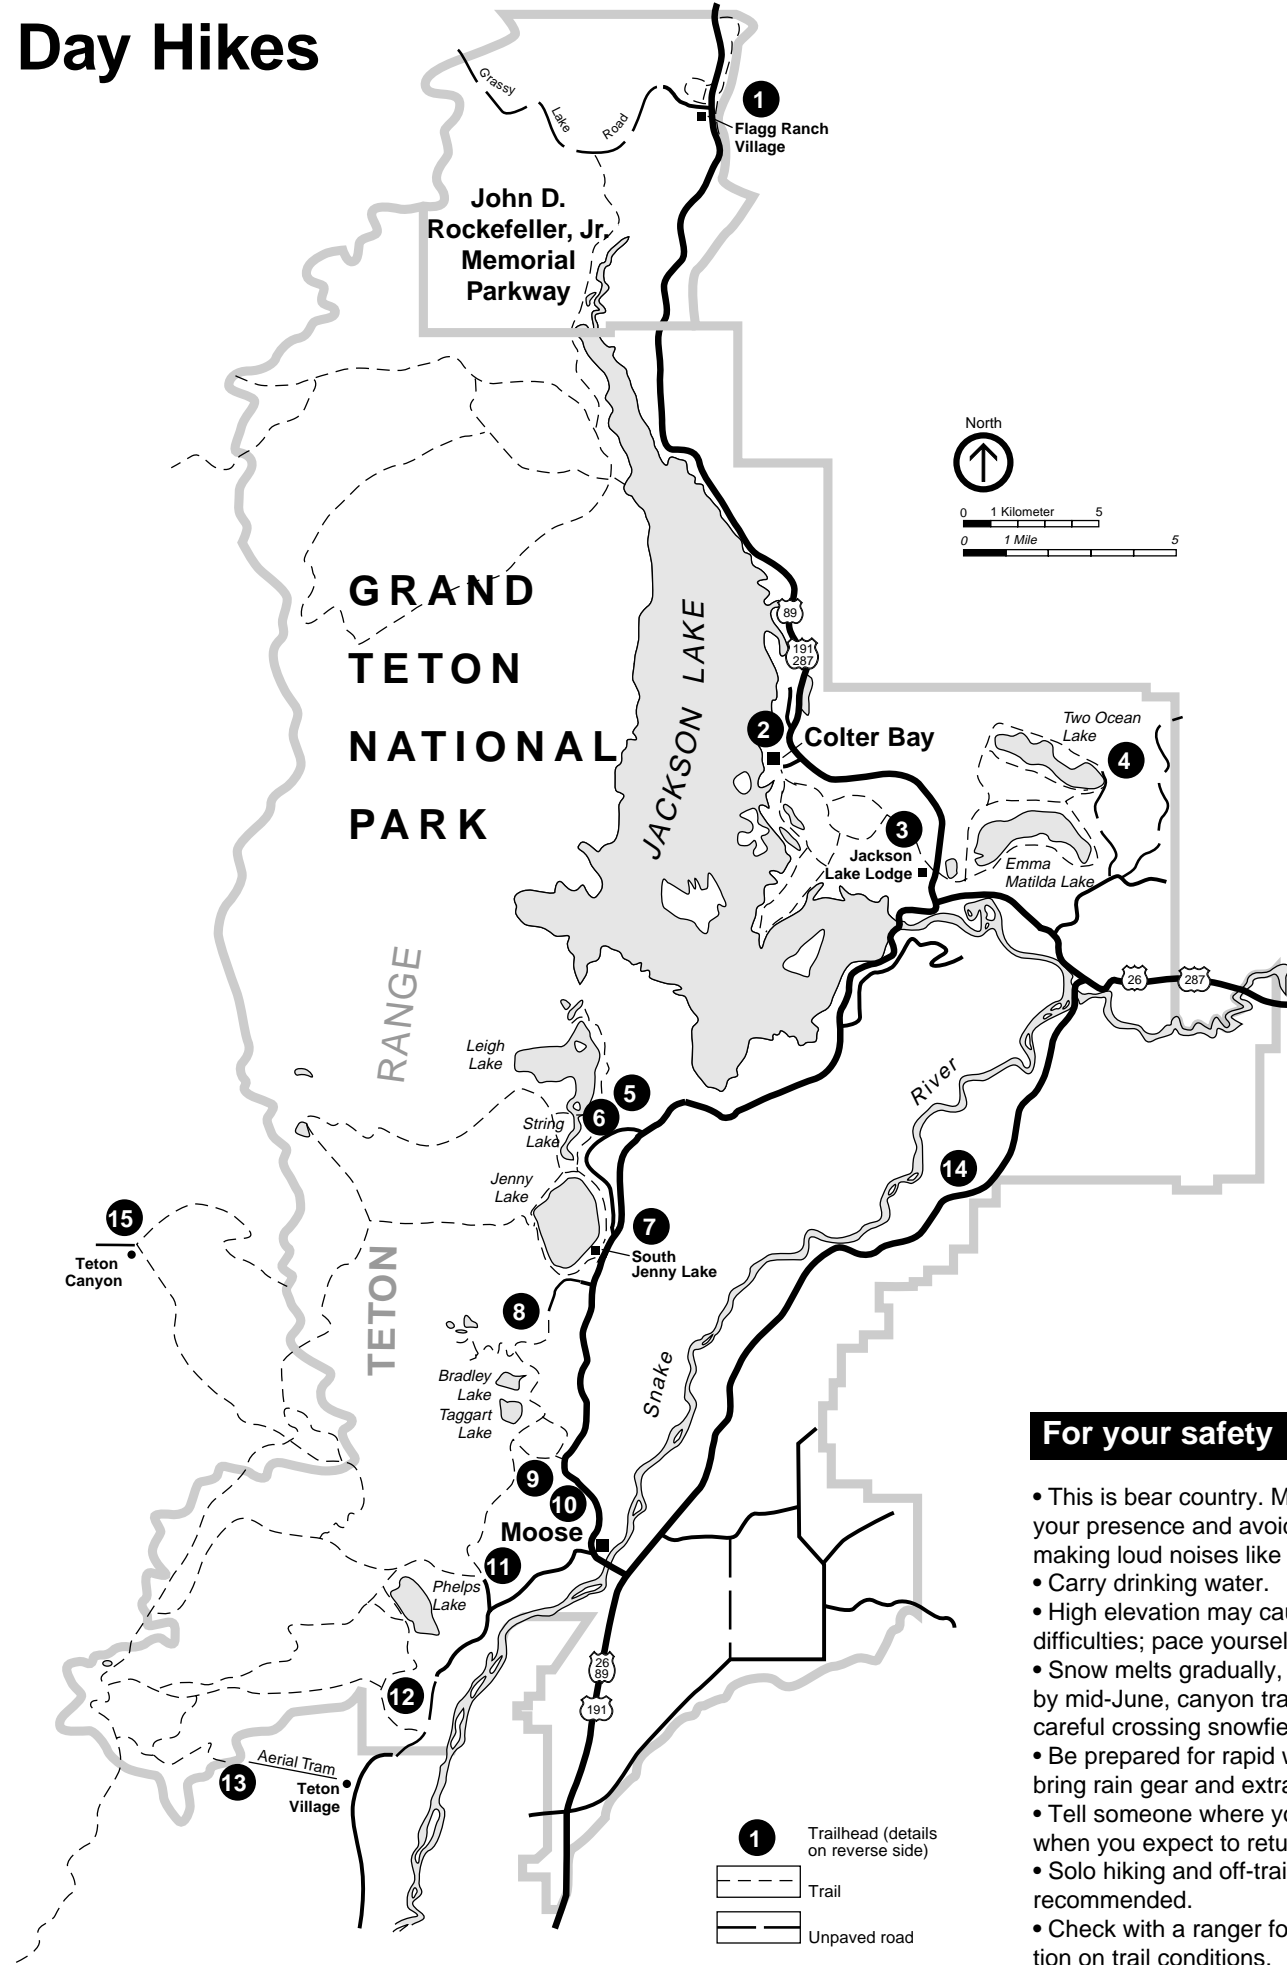 Day Hikes
Grassy
Lake
Road
1
Flagg Ranch
Village
John D.
Rockefeller, Jr.
Memorial
Parkway
North
0 1 Kilometer 5
0 1 Mile 5
GRAND
TETON
NATIONAL
PARK
JACKSON LAKE
89
191
287
2
Colter Bay
Two Ocean
Lake
4
3
Jackson
Lake Lodge
Emma
Matilda Lake
26
287
TETON RANGE
Leigh
Lake
5
6
String
Lake
River
14
Jenny
Lake
15
Teton
Canyon
7
South
Jenny Lake
8
Snake
Bradley
Lake
Taggart
Lake
9
10
Moose
11
Phelps
Lake
12
26
89
191
Aerial Tram
13
Teton
Village
1
Trailhead (details
on reverse side)
Trail
Unpaved road
For your safety
• This is bear country. M
your presence and avoid
making loud noises like
• Carry drinking water.
• High elevation may cau
difficulties; pace yoursel
• Snow melts gradually,
by mid-June, canyon tra
careful crossing snowfie
• Be prepared for rapid w
bring rain gear and extra
• Tell someone where yo
when you expect to retu
• Solo hiking and off-trai
recommended.
• Check with a ranger fo
tion on trail conditions.